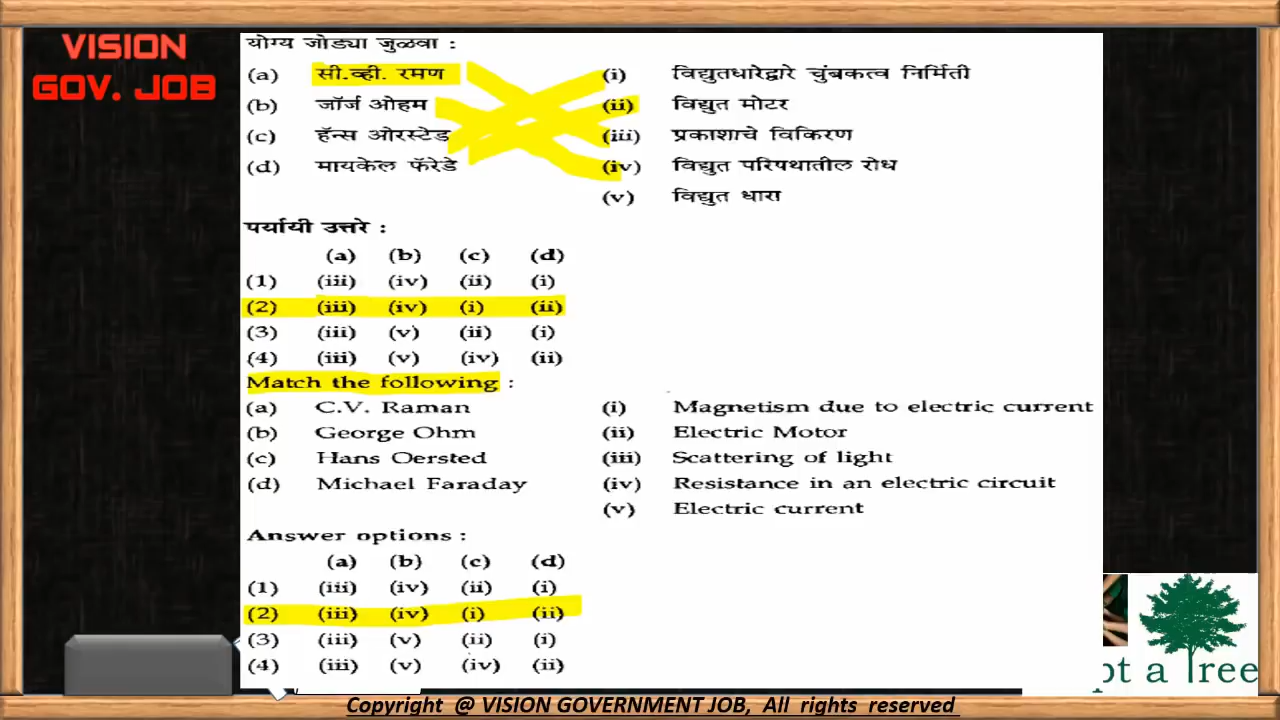 VISION
GOV. JOB
योग्य जोड्या जुळवा :
(a) सी.व्ही. रमण (i) विद्युतधारेद्वारे चुंबकत्व निर्मिती
(b) जॉर्ज ओहम (ii) विद्युत मोटर
(c) हॅन्स ओरस्टेड (iii) प्रकाशाचे विकिरण
(d) मायकेल फॅरेडे (iv) विद्युत परिपथातील रोध
(v) विद्युत धारा
पर्यायी उत्तरे :
(a) (b) (c) (d)
(1) (iii) (iv) (ii) (i)
(2) (iii) (iv) (i) (ii)
(3) (iii) (v) (ii) (i)
(4) (iii) (v) (iv) (ii)
Match the following :
(a) C.V. Raman (i) Magnetism due to electric current
(b) George Ohm (ii) Electric Motor
(c) Hans Oersted (iii) Scattering of light
(d) Michael Faraday (iv) Resistance in an electric circuit
(v) Electric current
Answer options :
(a) (b) (c) (d)
(1) (iii) (iv) (ii) (i)
(2) (iii) (iv) (i) (ii)
(3) (iii) (v) (ii) (i)
(4) (iii) (v) (iv) (ii)
pt a Tree
Copyright @ VISION GOVERNMENT JOB, All rights reserved